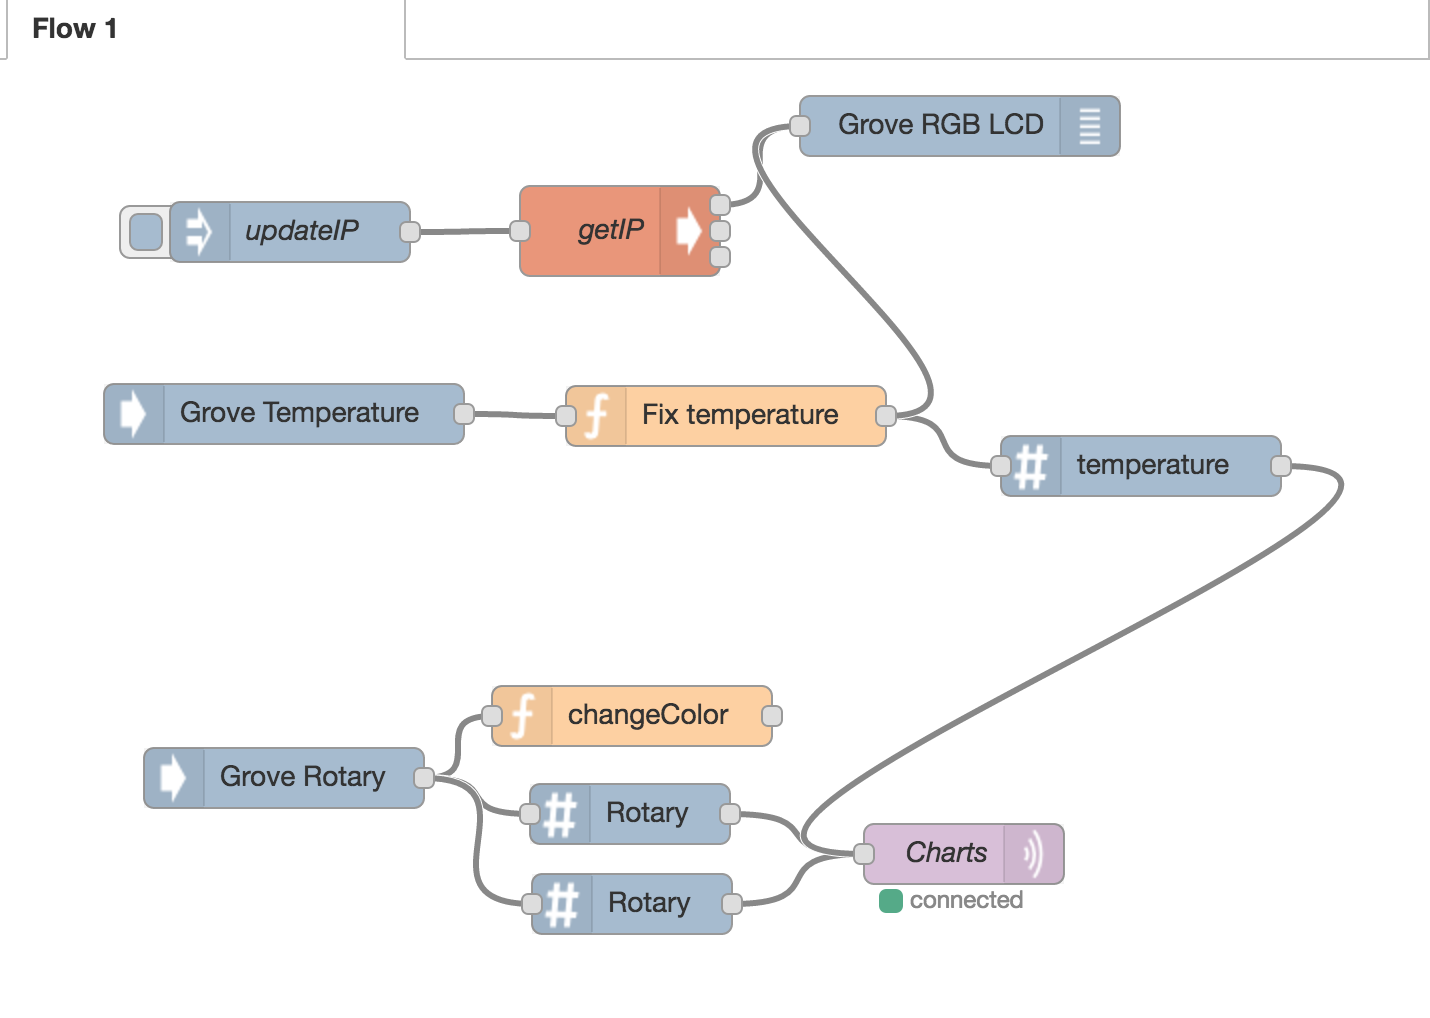 Flow 1
Grove RGB LCD
updateIP
getIP
Grove Temperature
Fix temperature
temperature
changeColor
Grove Rotary
Rotary
Charts
connected
Rotary